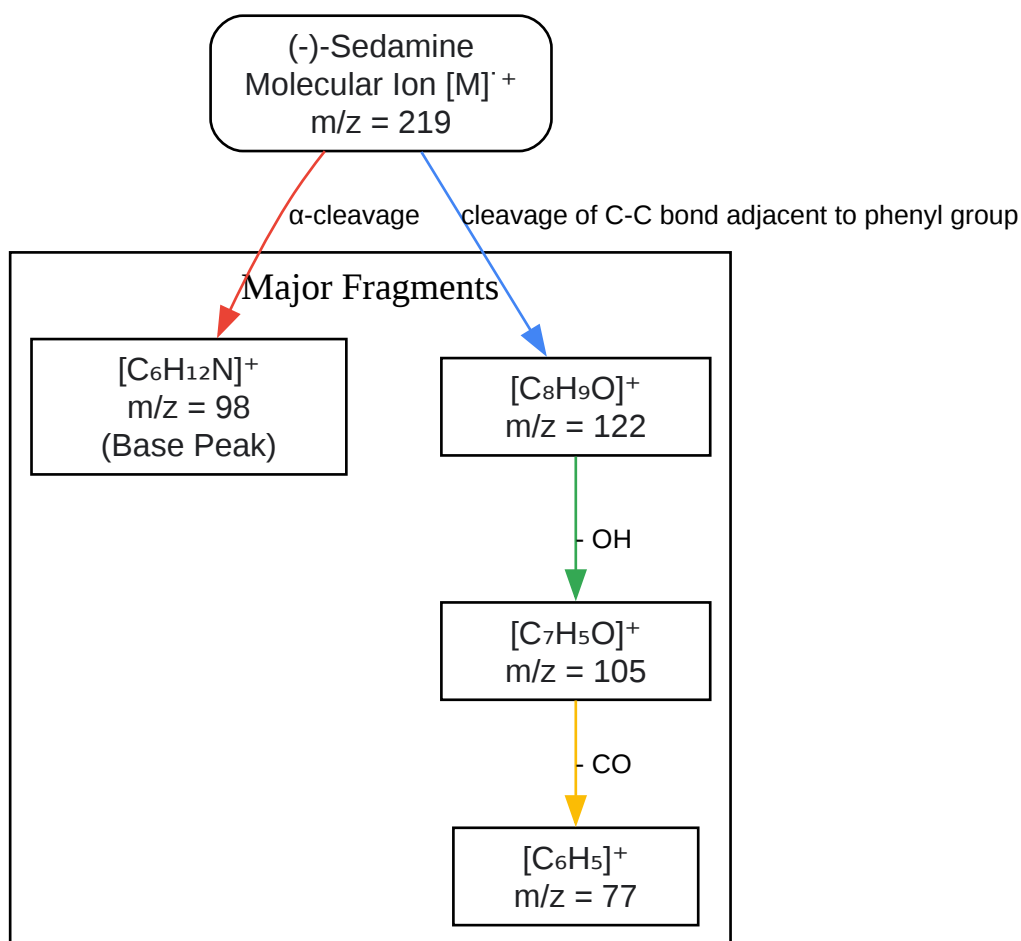 (-)-Sedamine
Molecular Ion [M]˙⁺
m/z = 219
α-cleavage
cleavage of C-C bond adjacent to phenyl group
Major Fragments
[C₆H₁₂N]⁺
m/z = 98
(Base Peak)
[C₈H₉O]⁺
m/z = 122
- OH
[C₇H₅O]⁺
m/z = 105
- CO
[C₆H₅]⁺
m/z = 77